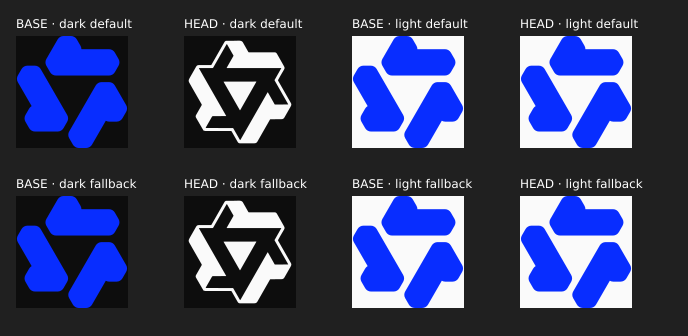 BASE · dark default
HEAD · dark default
BASE · light default
HEAD · light default
BASE · dark fallback
HEAD · dark fallback
BASE · light fallback
HEAD · light fallback